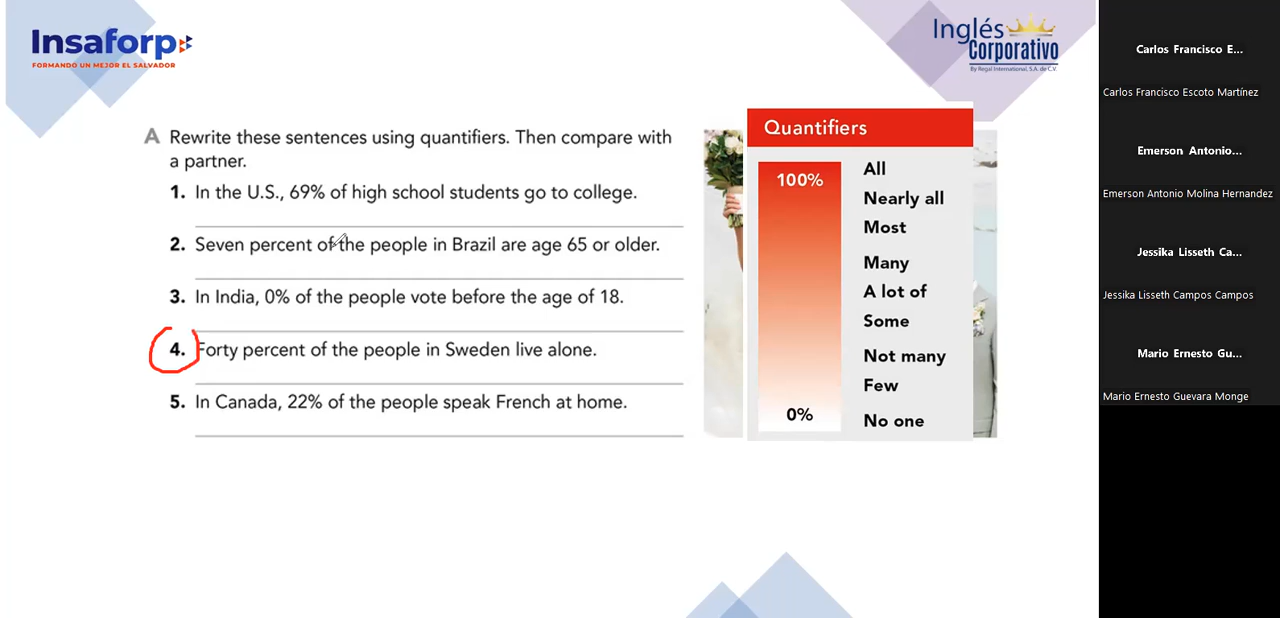 Insaforp
FORMANDO UN MEJOR EL SALVADOR
Inglés
Corporativo
By Regal International, S.A. de C.V.
A Rewrite these sentences using quantifiers. Then compare with
a partner.
1. In the U.S., 69% of high school students go to college.
2. Seven percent of the people in Brazil are age 65 or older.
3. In India, 0% of the people vote before the age of 18.
4. Forty percent of the people in Sweden live alone.
5. In Canada, 22% of the people speak French at home.
Quantifiers
100%
0%
All
Nearly all
Most
Many
A lot of
Some
Not many
Few
No one
Carlos Francisco E...
Carlos Francisco Escoto Martínez
Emerson Antonio...
Emerson Antonio Molina Hernandez
Jessika Lisseth Ca...
Jessika Lisseth Campos Campos
Mario Ernesto Gu...
Mario Ernesto Guevara Monge